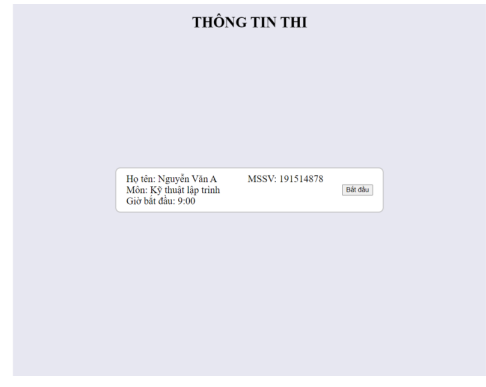 THÔNG TIN THI
Họ tên: Nguyễn Văn A MSSV: 191514878
Môn: Kỹ thuật lập trình
Giờ bắt đầu: 9:00
Bắt đầu